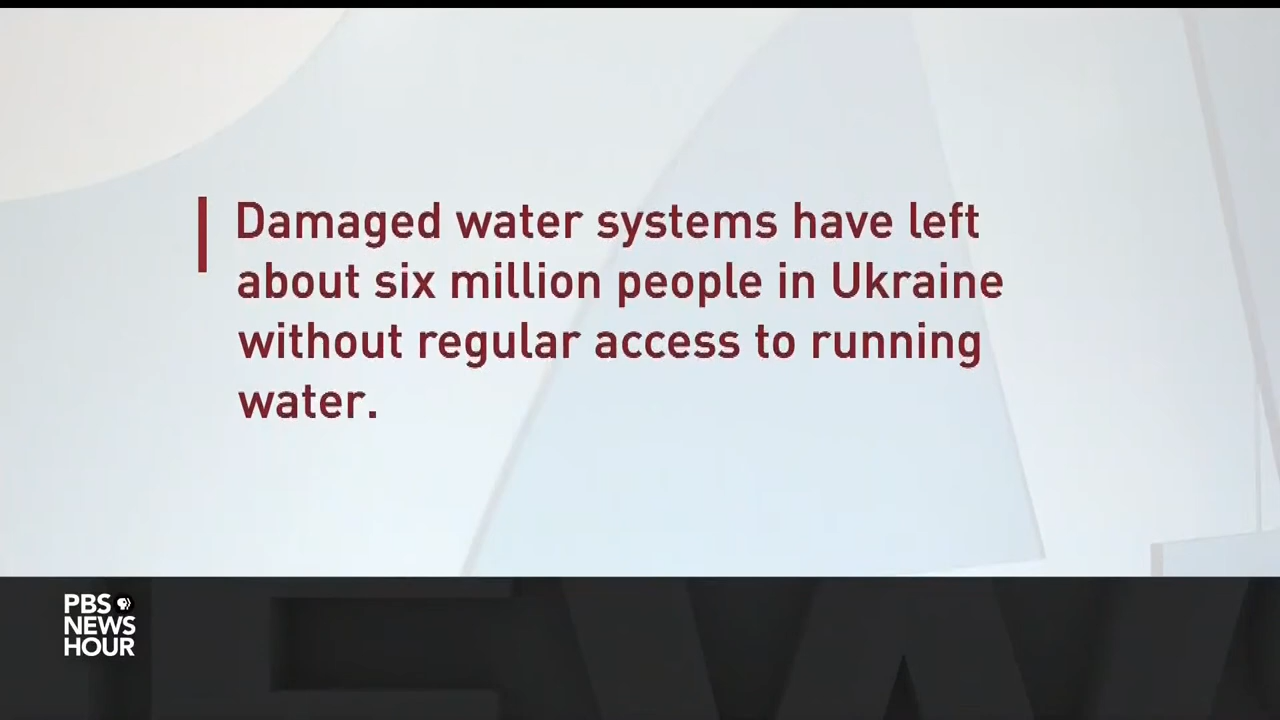 Damaged water systems have left
about six million people in Ukraine
without regular access to running
water.
PBS
NEWS
HOUR